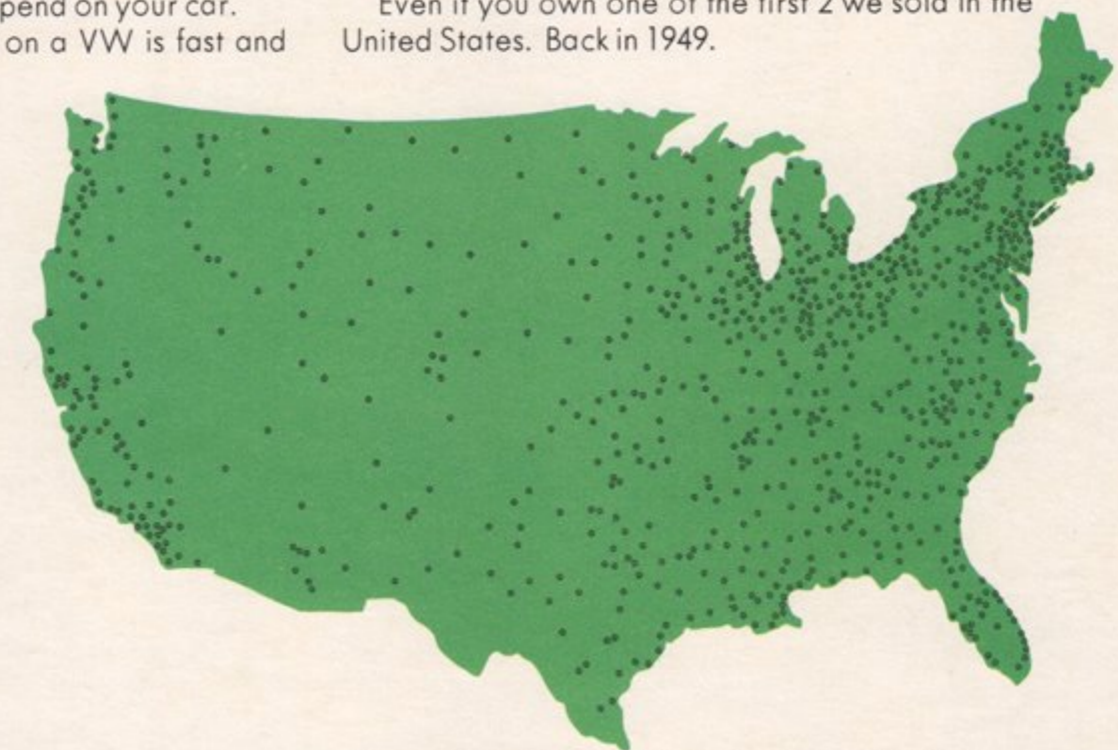 pend on your car.
on a VW is fast and
Even if you own one of the first 2 we sold in the
United States. Back in 1949.